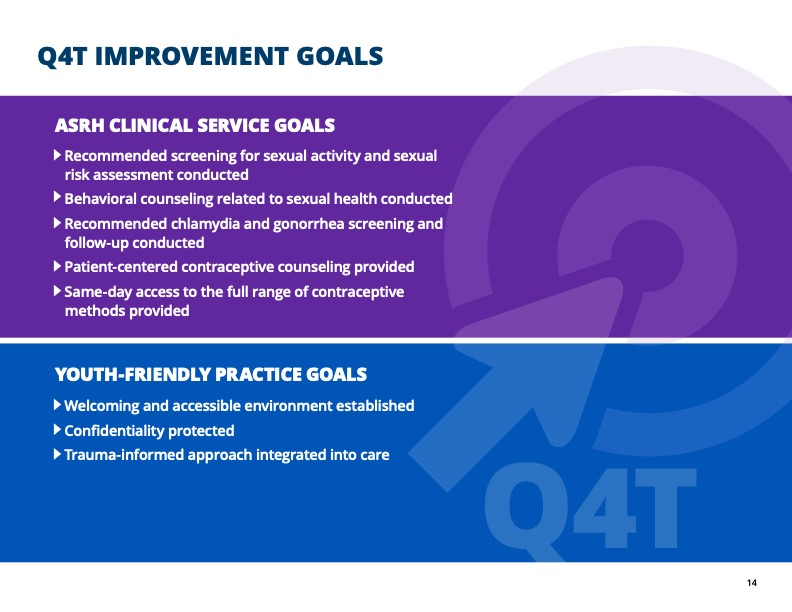 Q4T IMPROVEMENT GOALS
ASRH CLINICAL SERVICE GOALS
Recommended screening for sexual activity and sexual
risk assessment conducted
Behavioral counseling related to sexual health conducted
Recommended chlamydia and gonorrhea screening and
follow-up conducted
Patient-centered contraceptive counseling provided
Same-day access to the full range of contraceptive
methods provided
YOUTH-FRIENDLY PRACTICE GOALS
Welcoming and accessible environment established
Confidentiality protected
Trauma-informed approach integrated into care
Q4T
14